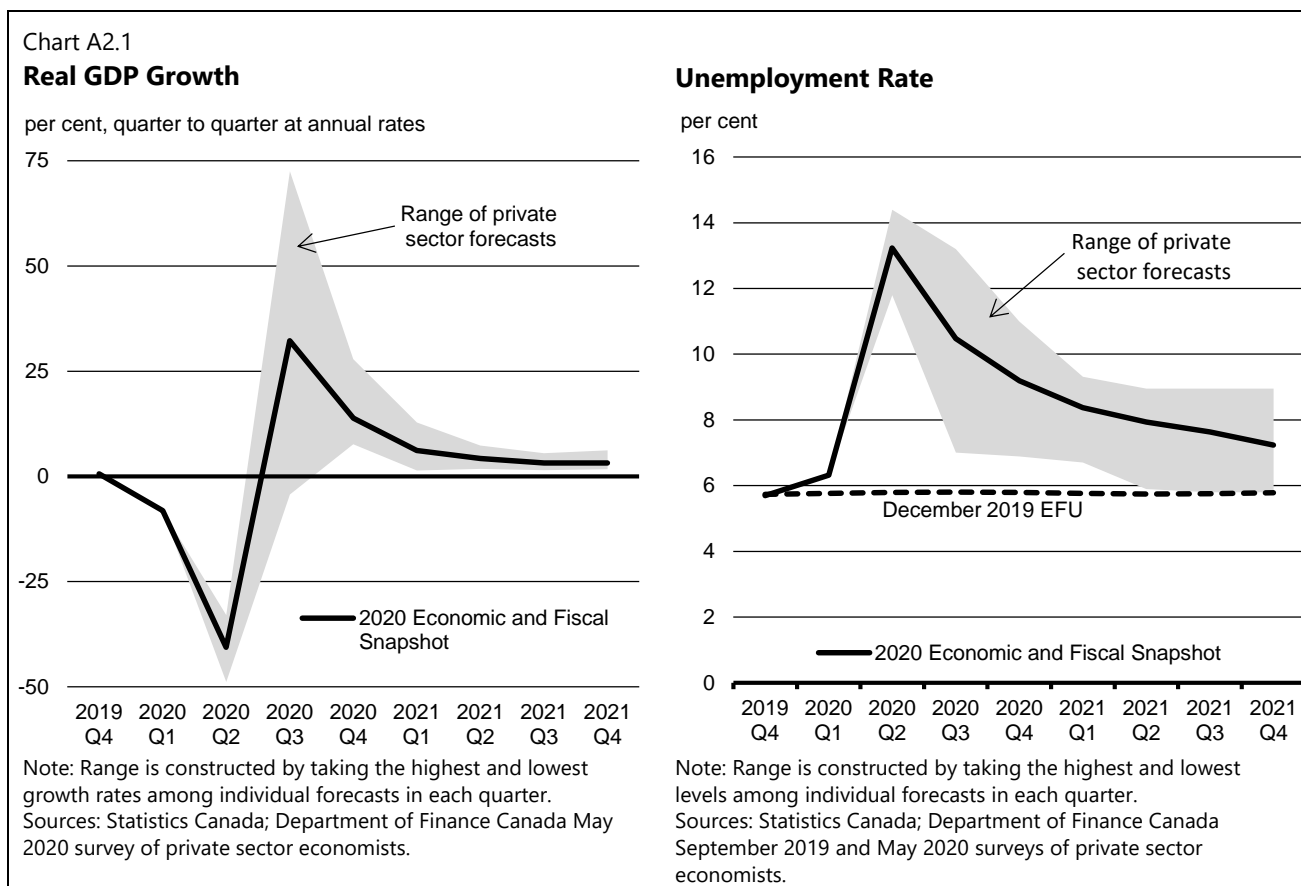 Chart A2.1
Real GDP Growth
per cent, quarter to quarter at annual rates
75
50
25
0
-25
-50
Range of private
sector forecasts
2020 Economic and Fiscal
Snapshot
2019 2020 2020 2020 2020 2021 2021 2021 2021
Q4 Q1 Q2 Q3 Q4 Q1 Q2 Q3 Q4
Note: Range is constructed by taking the highest and lowest
growth rates among individual forecasts in each quarter.
Sources: Statistics Canada; Department of Finance Canada May
2020 survey of private sector economists.
Unemployment Rate
per cent
16
14
12
10
8
6
4
2
0
Range of private
sector forecasts
December 2019 EFU
2020 Economic and Fiscal Snapshot
2019 2020 2020 2020 2020 2021 2021 2021 2021
Q4 Q1 Q2 Q3 Q4 Q1 Q2 Q3 Q4
Note: Range is constructed by taking the highest and lowest
levels among individual forecasts in each quarter.
Sources: Statistics Canada; Department of Finance Canada
September 2019 and May 2020 surveys of private sector
economists.